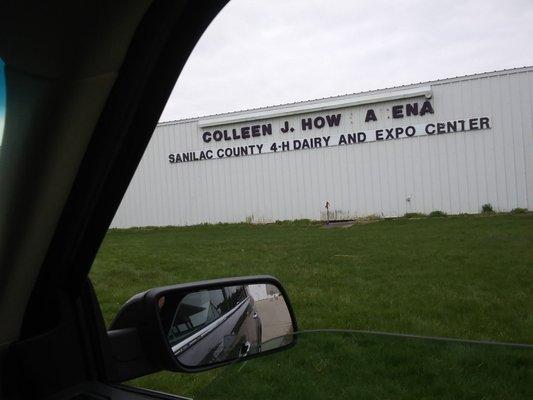 COLLEEN J. HOW A ENA
SANILAC COUNTY 4-H DAIRY AND EXPO CENTER